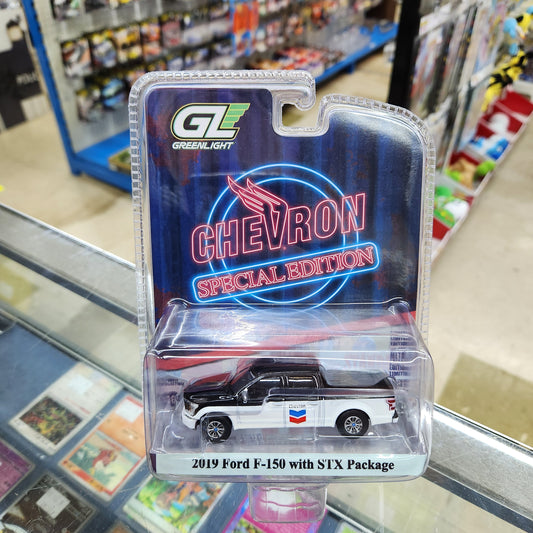 GL
GREENLIGHT
CHEVRON
SPECIAL EDITION
Chevron
2019 Ford F-150 with STX Package